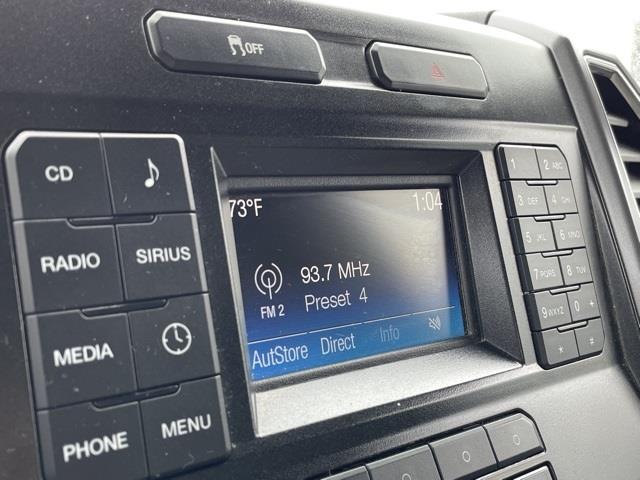 OFF
CD
RADIO SIRIUS
MEDIA
PHONE MENU
73°F 1:04
93.7 MHz
FM 2 Preset 4
AutStore Direct Info
1 2 ABC
3 DEF 4 GHI
5 JKL 6 MNO
7 PQRS 8 TUV
9 WXYZ 0 +
* #